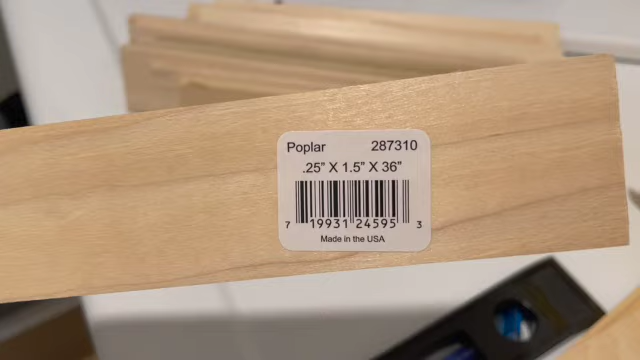 Poplar 287310
.25” X 1.5” X 36”
7 19931 24595 3
Made in the USA